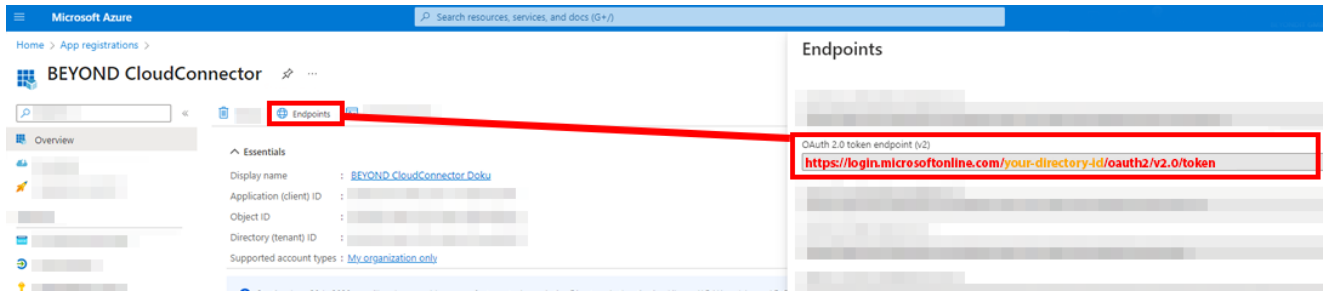 Microsoft Azure
Search resources, services, and docs (G+/)
Home > App registrations >
BEYOND CloudConnector
Endpoints
Overview
Essentials
Display name : BEYOND CloudConnector Doku
Application (client) ID :
Object ID :
Directory (tenant) ID :
Supported account types : My organization only
Endpoints
OAuth 2.0 token endpoint (v2)
https://login.microsoftonline.com/your-directory-id/oauth2/v2.0/token